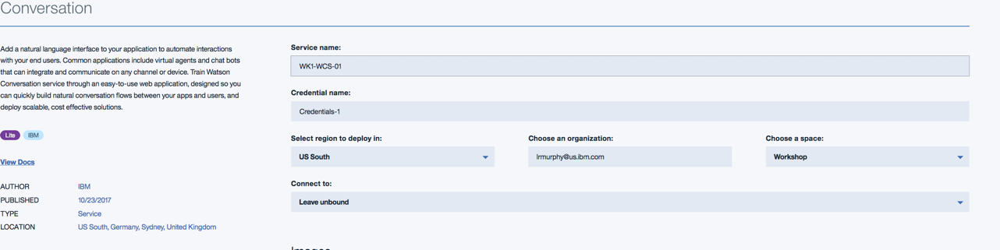 Conversation
Add a natural language interface to your application to automate interactions
with your end users. Common applications include virtual agents and chat bots
that can integrate and communicate on any channel or device. Train Watson
Conversation service through an easy-to-use web application, designed so you
can quickly build natural conversation flows between your apps and users, and
deploy scalable, cost effective solutions.
Lite IBM
View Docs
AUTHOR IBM
PUBLISHED 10/23/2017
TYPE Service
LOCATION US South, Germany, Sydney, United Kingdom
Service name:
WK1-WCS-01
Credential name:
Credentials-1
Select region to deploy in: Choose an organization: Choose a space:
US South lrmurphy@us.ibm.com Workshop
Connect to:
Leave unbound
Images